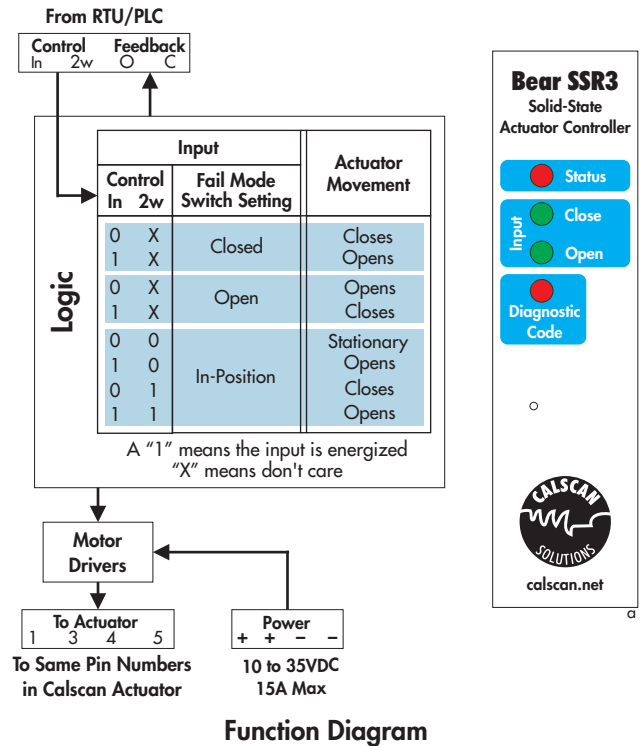 From RTU/PLC
Control Feedback
In 2w O C
Logic
Input
Actuator Movement
Control
Fail Mode
Switch Setting
In 2w
0 X Closed Closes
1 X Opens
0 X Open Opens
1 X Closes
0 0 In-Position Stationary
1 0 Opens
0 1 Closes
1 1 Opens
A "1" means the input is energized
"X" means don't care
Motor
Drivers
To Actuator
1 3 4 5
To Same Pin Numbers
in Calscan Actuator
Power
+ + – –
10 to 35VDC
15A Max
Function Diagram
Bear SSR3
Solid-State
Actuator Controller
Status
Input
Close
Open
Diagnostic
Code
CALSCAN
SOLUTIONS
calscan.net
a